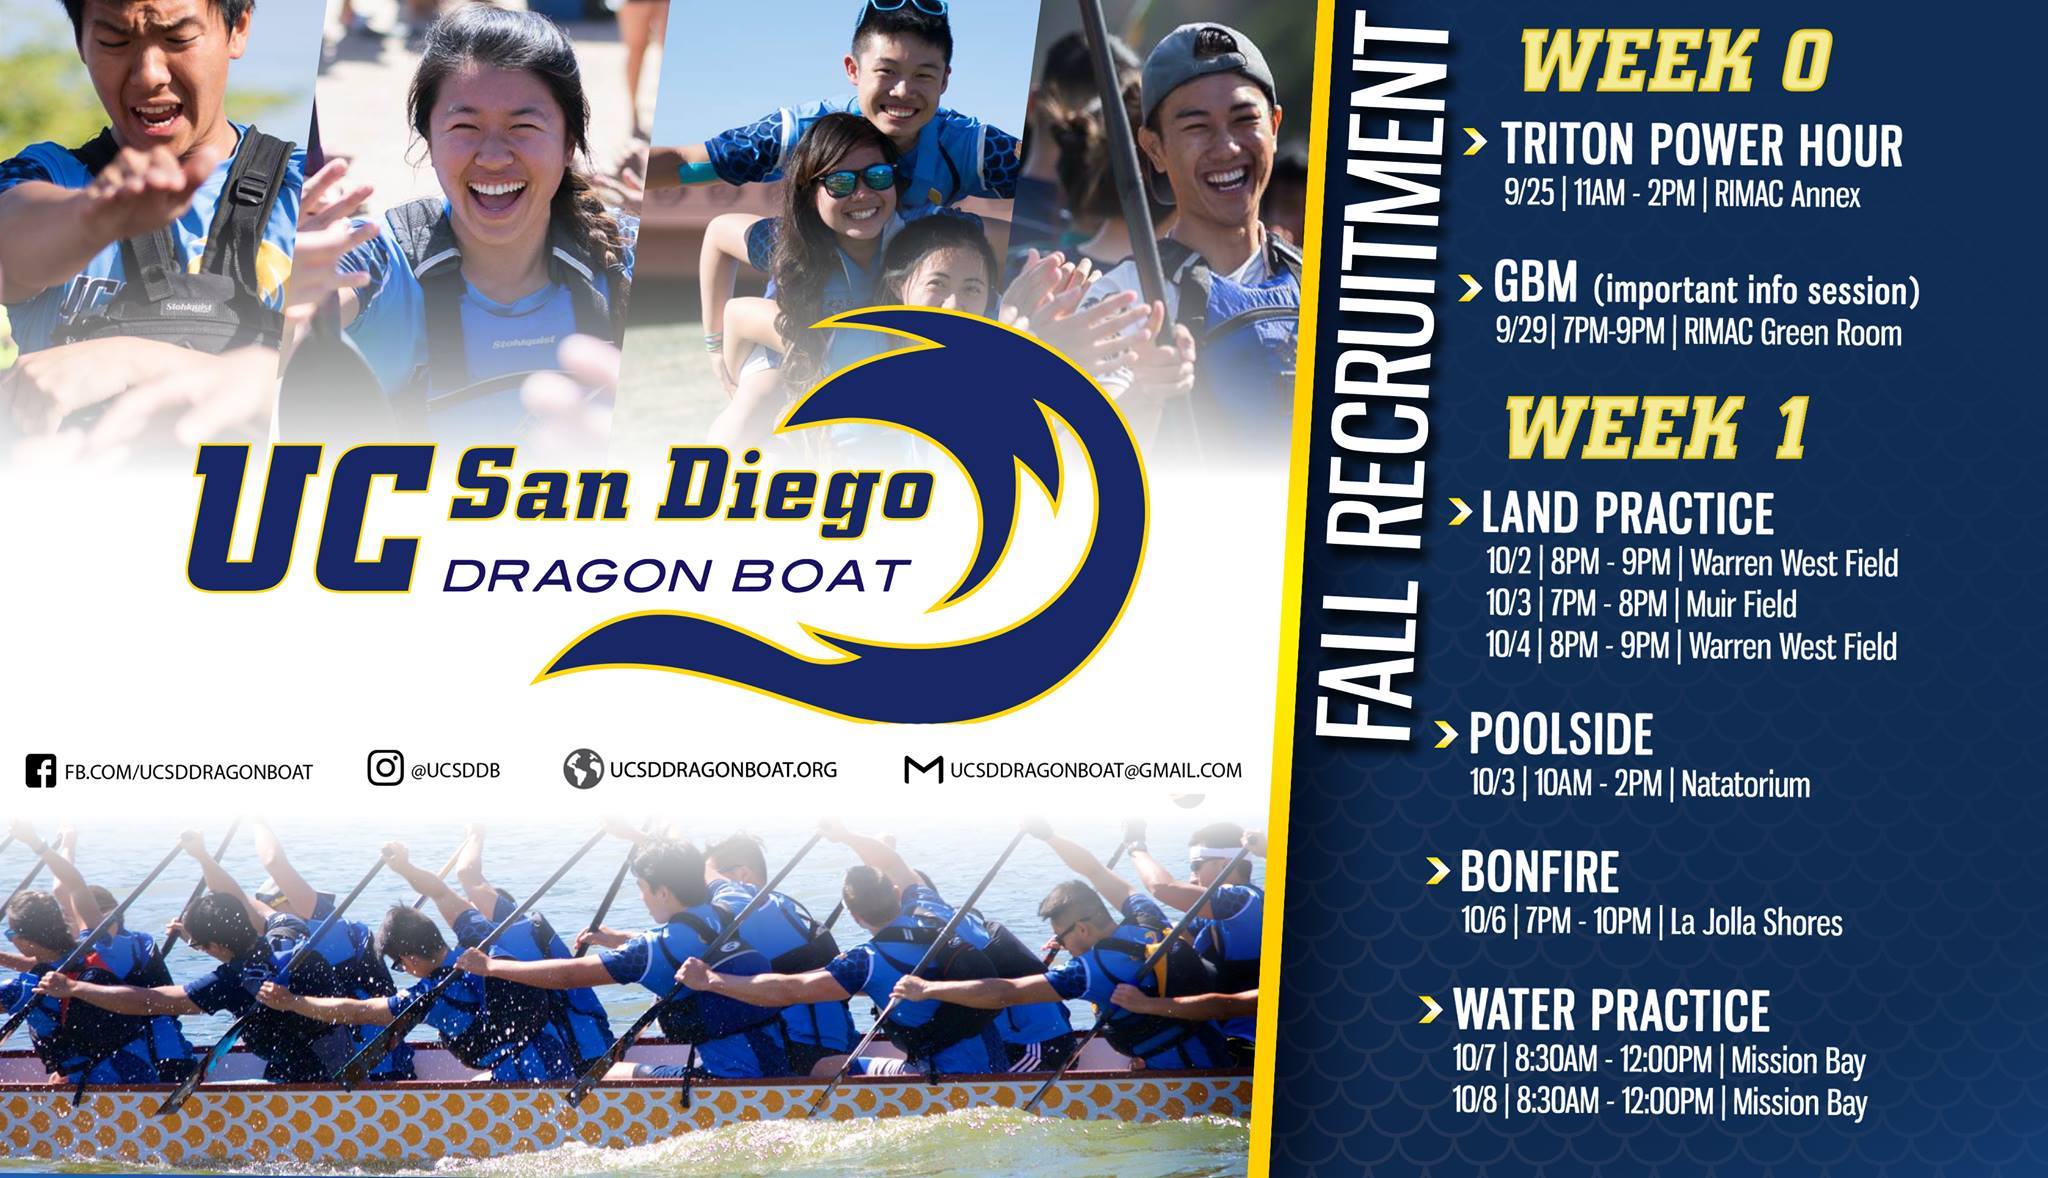 UC San Diego
DRAGON BOAT
FB.COM/UCSDDRAGONBOAT
@UCSDDB
UCSDDRAGONBOAT.ORG
UCSDDRAGONBOAT@GMAIL.COM
Stohlquist
Stohlquist
FALL RECRUITMENT
WEEK 0
TRITON POWER HOUR
9/25 | 11AM - 2PM | RIMAC Annex
GBM (important info session)
9/29| 7PM-9PM | RIMAC Green Room
WEEK 1
LAND PRACTICE
10/2 | 8PM - 9PM | Warren West Field
10/3 | 7PM - 8PM | Muir Field
10/4 | 8PM - 9PM | Warren West Field
POOLSIDE
10/3 | 10AM - 2PM | Natatorium
BONFIRE
10/6 | 7PM - 10PM | La Jolla Shores
WATER PRACTICE
10/7 | 8:30AM - 12:00PM | Mission Bay
10/8 | 8:30AM - 12:00PM | Mission Bay